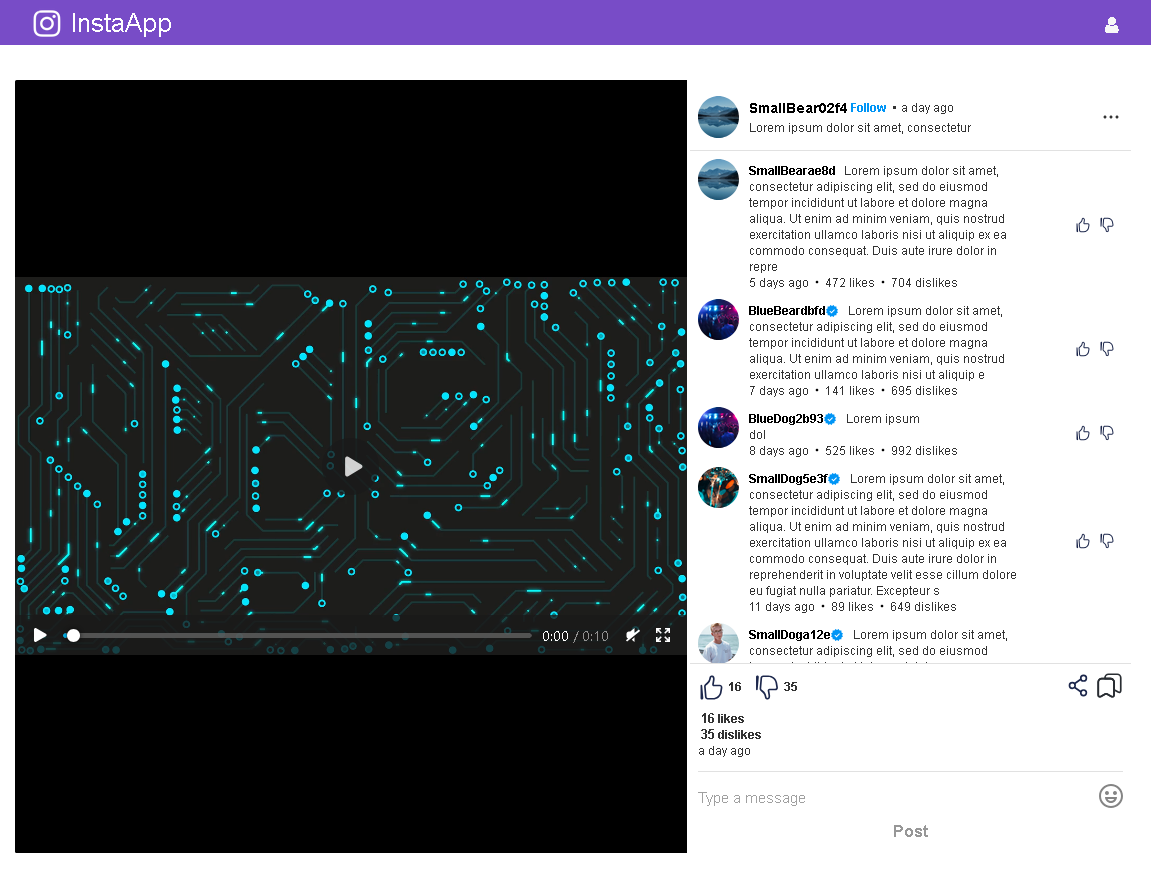 InstaApp
SmallBear02f4 Follow • a day ago
Lorem ipsum dolor sit amet, consectetur
SmallBearae8d Lorem ipsum dolor sit amet,
consectetur adipiscing elit, sed do eiusmod
tempor incididunt ut labore et dolore magna
aliqua. Ut enim ad minim veniam, quis nostrud
exercitation ullamco laboris nisi ut aliquip ex ea
commodo consequat. Duis aute irure dolor in
repre
5 days ago • 472 likes • 704 dislikes
BlueBeardbfd Lorem ipsum dolor sit amet,
consectetur adipiscing elit, sed do eiusmod
tempor incididunt ut labore et dolore magna
aliqua. Ut enim ad minim veniam, quis nostrud
exercitation ullamco laboris nisi ut aliquip e
7 days ago • 141 likes • 695 dislikes
BlueDog2b93 Lorem ipsum
dol
8 days ago • 525 likes • 992 dislikes
SmallDog5e3f Lorem ipsum dolor sit amet,
consectetur adipiscing elit, sed do eiusmod
tempor incididunt ut labore et dolore magna
aliqua. Ut enim ad minim veniam, quis nostrud
exercitation ullamco laboris nisi ut aliquip ex ea
commodo consequat. Duis aute irure dolor in
reprehenderit in voluptate velit esse cillum dolore
eu fugiat nulla pariatur. Excepteur s
11 days ago • 89 likes • 649 dislikes
SmallDoga12e Lorem ipsum dolor sit amet,
consectetur adipiscing elit, sed do eiusmod
0:00 / 0:10
16 35
16 likes
35 dislikes
a day ago
Type a message
Post